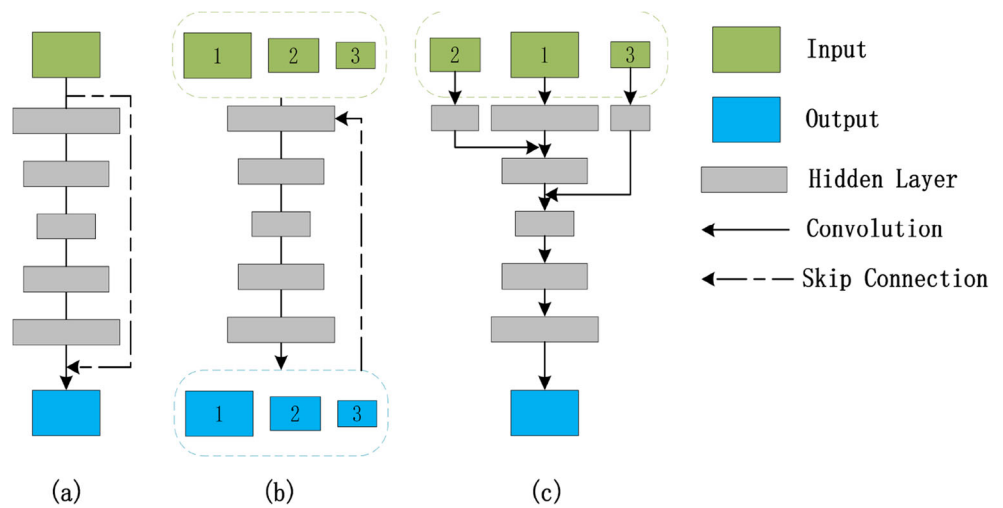 1 2 3
2 1 3
Input
Output
Hidden Layer
Convolution
Skip Connection
1 2 3
(a) (b) (c)